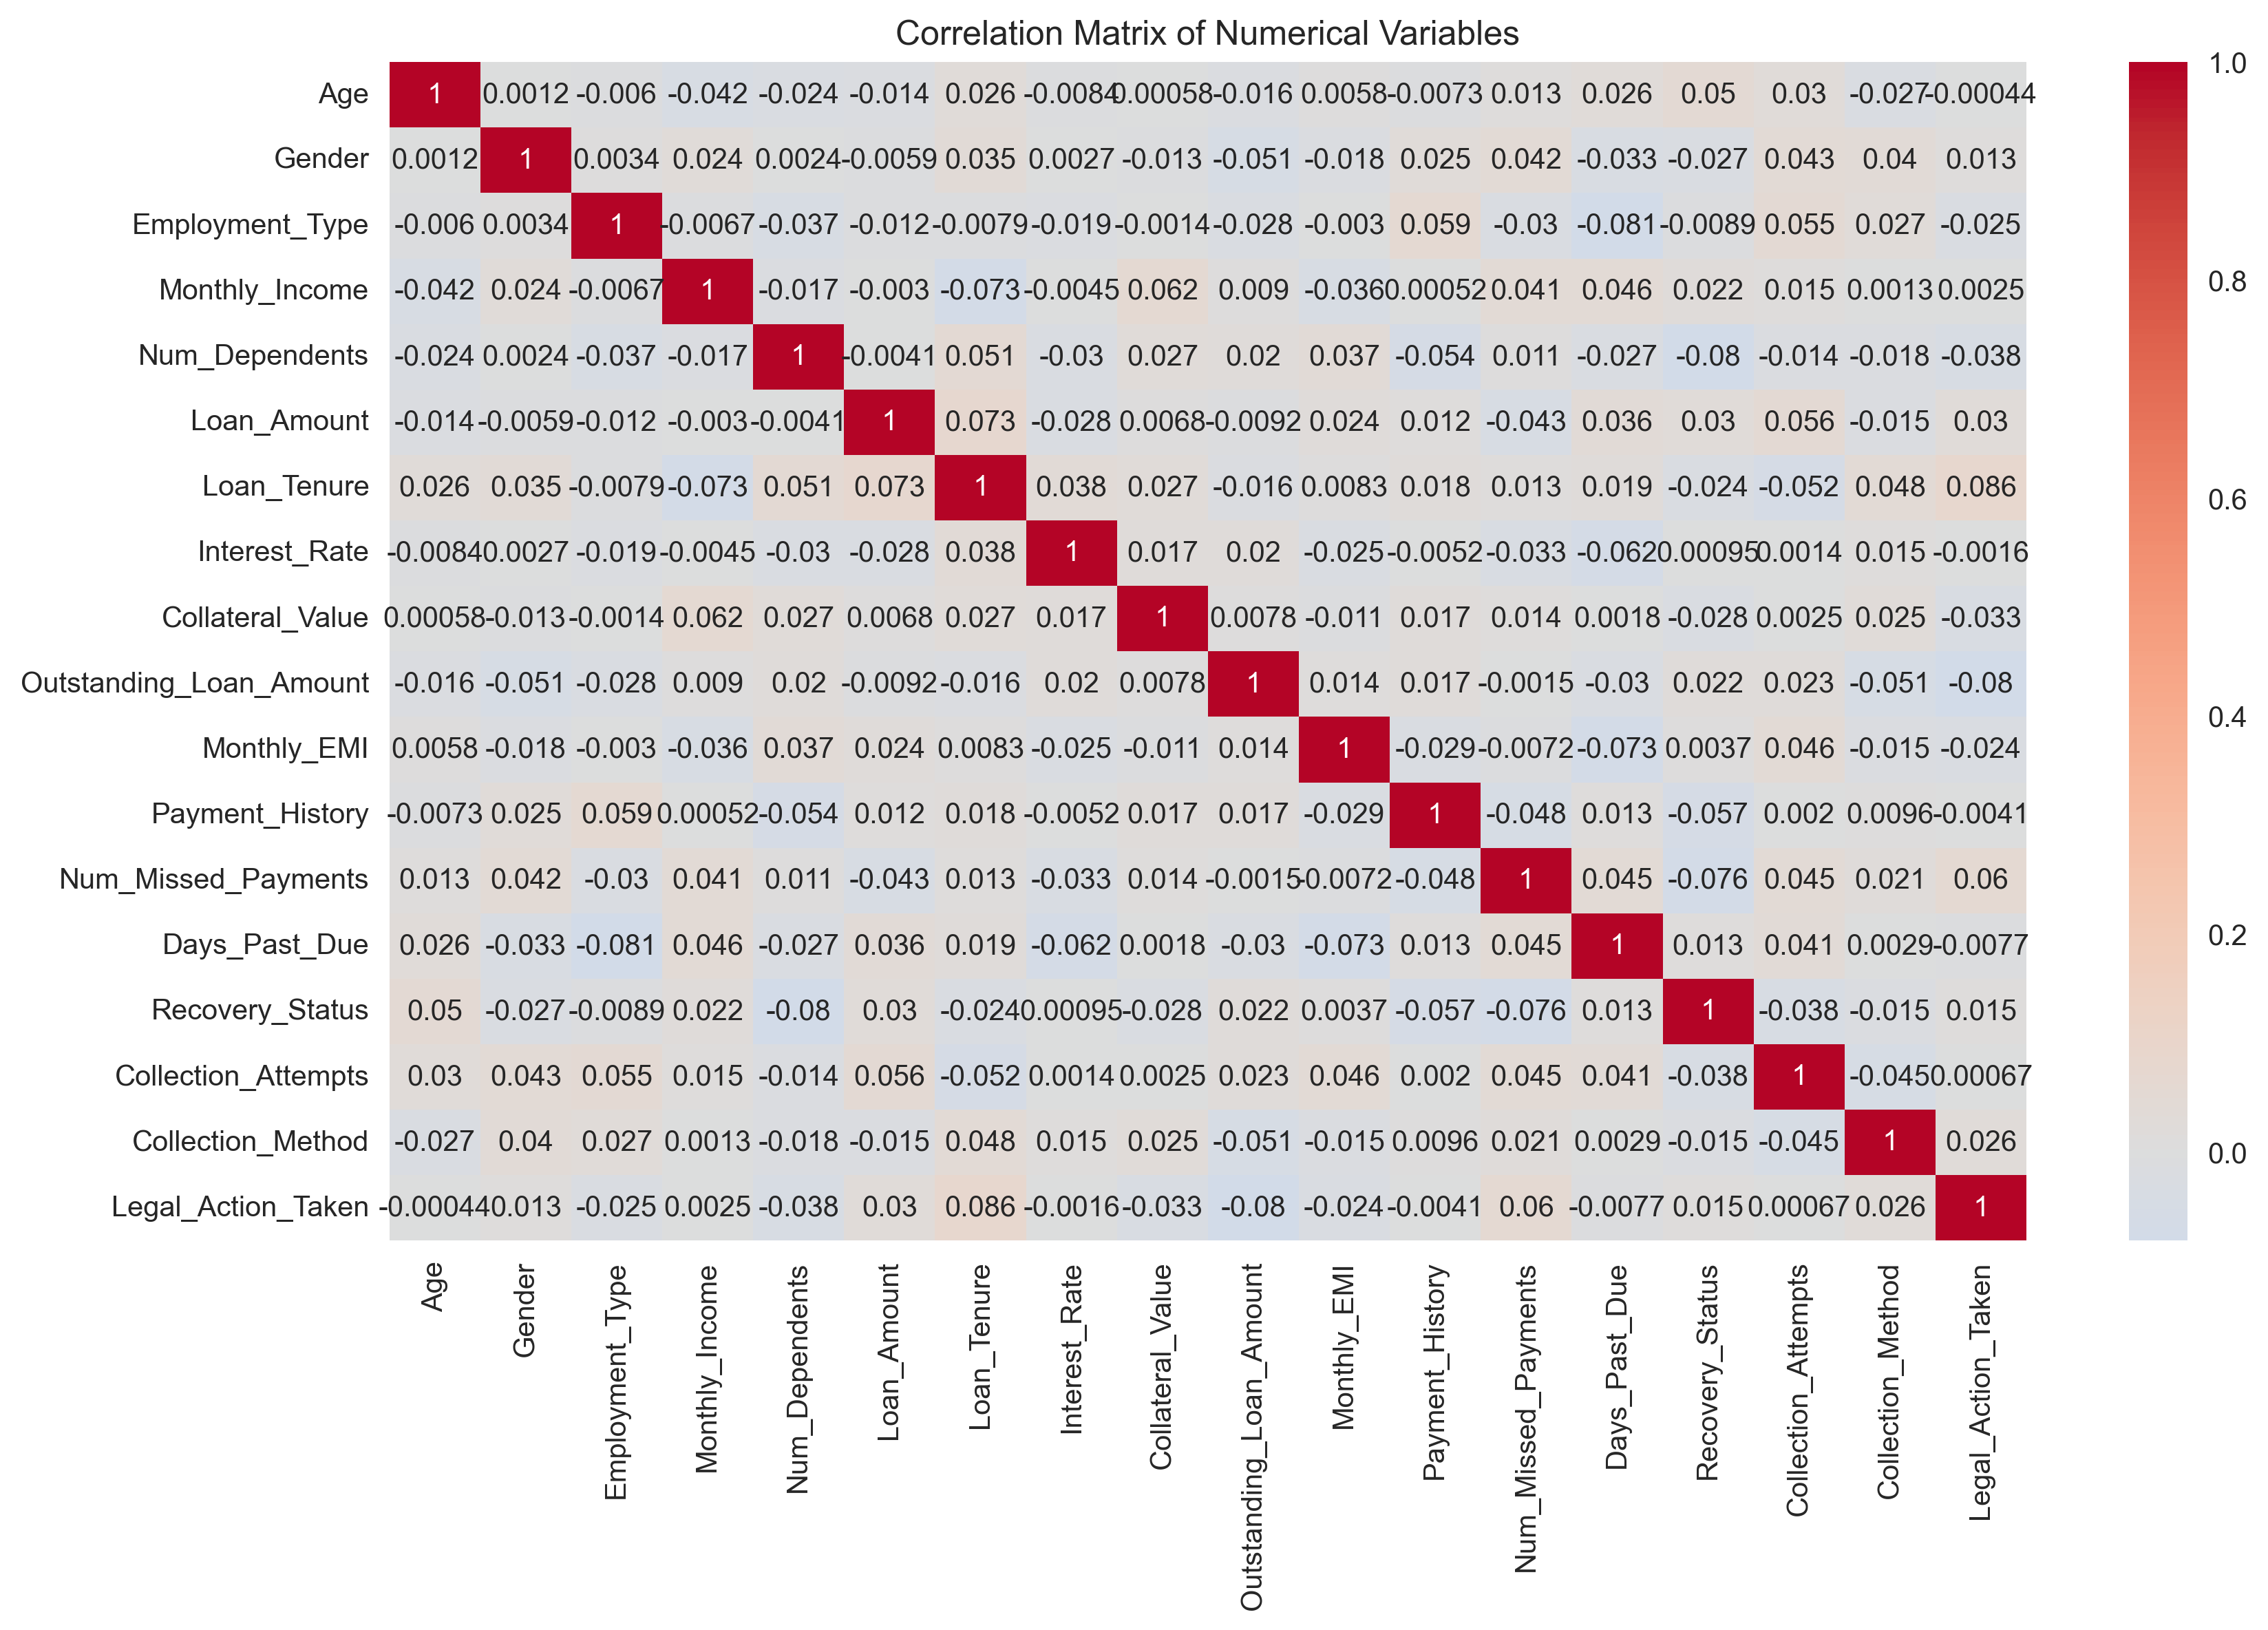 Correlation Matrix of Numerical Variables
Age 1 0.0012 -0.006 -0.042 -0.024 -0.014 0.026 -0.0084 0.00058 -0.016 0.0058 -0.0073 0.013 0.026 0.05 0.03 -0.027 -0.00044
Gender 0.0012 1 0.0034 0.024 0.0024 -0.0059 0.035 0.0027 -0.013 -0.051 -0.018 0.025 0.042 -0.033 -0.027 0.043 0.04 0.013
Employment_Type -0.006 0.0034 1 -0.0067 -0.037 -0.012 -0.0079 -0.019 -0.0014 -0.028 -0.003 0.059 -0.03 -0.081 -0.0089 0.055 0.027 -0.025
Monthly_Income -0.042 0.024 -0.0067 1 -0.017 -0.003 -0.073 -0.0045 0.062 0.009 -0.036 0.00052 0.041 0.046 0.022 0.015 0.0013 0.0025
Num_Dependents -0.024 0.0024 -0.037 -0.017 1 -0.0041 0.051 -0.03 0.027 0.02 0.037 -0.054 0.011 -0.027 -0.08 -0.014 -0.018 -0.038
Loan_Amount -0.014 -0.0059 -0.012 -0.003 -0.0041 1 0.073 -0.028 0.0068 -0.0092 0.024 0.012 -0.043 0.036 0.03 0.056 -0.015 0.03
Loan_Tenure 0.026 0.035 -0.0079 -0.073 0.051 0.073 1 0.038 0.027 -0.016 0.0083 0.018 0.013 0.019 -0.024 -0.052 0.048 0.086
Interest_Rate -0.0084 0.0027 -0.019 -0.0045 -0.03 -0.028 0.038 1 0.017 0.02 -0.025 -0.0052 -0.033 -0.062 0.00095 0.0014 0.015 -0.0016
Collateral_Value 0.00058 -0.013 -0.0014 0.062 0.027 0.0068 0.027 0.017 1 0.0078 -0.011 0.017 0.014 0.0018 -0.028 0.0025 0.025 -0.033
Outstanding_Loan_Amount -0.016 -0.051 -0.028 0.009 0.02 -0.0092 -0.016 0.02 0.0078 1 0.014 0.017 -0.0015 -0.03 0.022 0.023 -0.051 -0.08
Monthly_EMI 0.0058 -0.018 -0.003 -0.036 0.037 0.024 0.0083 -0.025 -0.011 0.014 1 -0.029 -0.0072 -0.073 0.0037 0.046 -0.015 -0.024
Payment_History -0.0073 0.025 0.059 0.00052 -0.054 0.012 0.018 -0.0052 0.017 0.017 -0.029 1 -0.048 0.013 -0.057 0.002 0.0096 -0.0041
Num_Missed_Payments 0.013 0.042 -0.03 0.041 0.011 -0.043 0.013 -0.033 0.014 -0.0015 -0.0072 -0.048 1 0.045 -0.076 0.045 0.021 0.06
Days_Past_Due 0.026 -0.033 -0.081 0.046 -0.027 0.036 0.019 -0.062 0.0018 -0.03 -0.073 0.013 0.045 1 0.013 0.041 0.0029 -0.0077
Recovery_Status 0.05 -0.027 -0.0089 0.022 -0.08 0.03 -0.024 0.00095 -0.028 0.022 0.0037 -0.057 -0.076 0.013 1 -0.038 -0.015 0.015
Collection_Attempts 0.03 0.043 0.055 0.015 -0.014 0.056 -0.052 0.0014 0.0025 0.023 0.046 0.002 0.045 0.041 -0.038 1 -0.045 0.00067
Collection_Method -0.027 0.04 0.027 0.0013 -0.018 -0.015 0.048 0.015 0.025 -0.051 -0.015 0.0096 0.021 0.0029 -0.015 -0.045 1 0.026
Legal_Action_Taken -0.00044 0.013 -0.025 0.0025 -0.038 0.03 0.086 -0.0016 -0.033 -0.08 -0.024 -0.0041 0.06 -0.0077 0.015 0.00067 0.026 1
Age
Gender
Employment_Type
Monthly_Income
Num_Dependents
Loan_Amount
Loan_Tenure
Interest_Rate
Collateral_Value
Outstanding_Loan_Amount
Monthly_EMI
Payment_History
Num_Missed_Payments
Days_Past_Due
Recovery_Status
Collection_Attempts
Collection_Method
Legal_Action_Taken
1.0
0.8
0.6
0.4
0.2
0.0